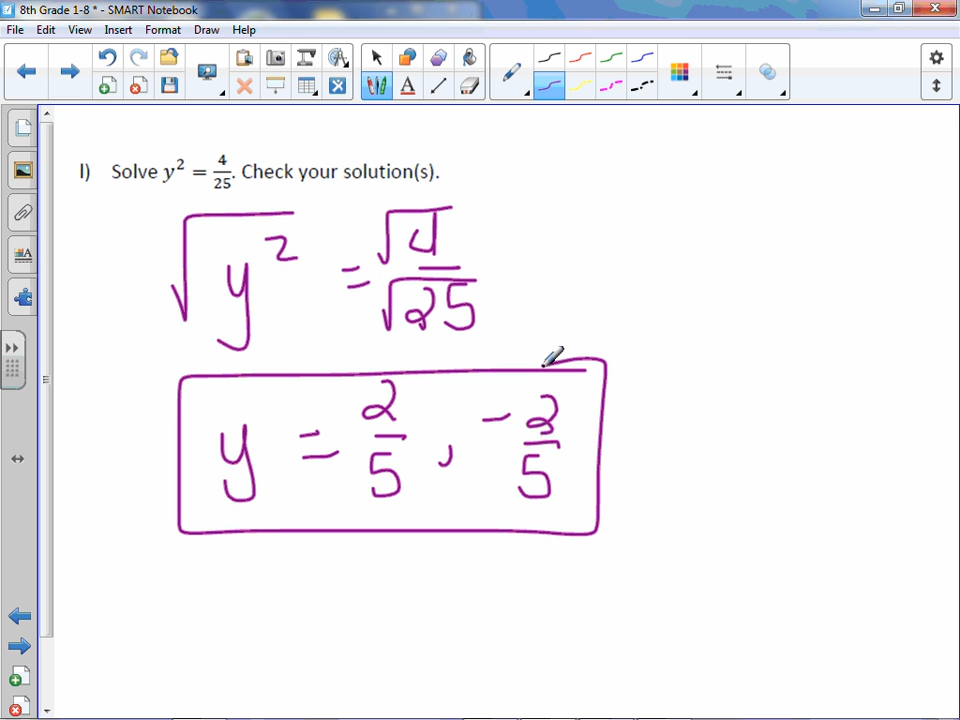 8th Grade 1-8 * - SMART Notebook
File Edit View Insert Format Draw Help
l) Solve y² = 4/25. Check your solution(s).
√y² = √4/√25
y = 2/5, -2/5